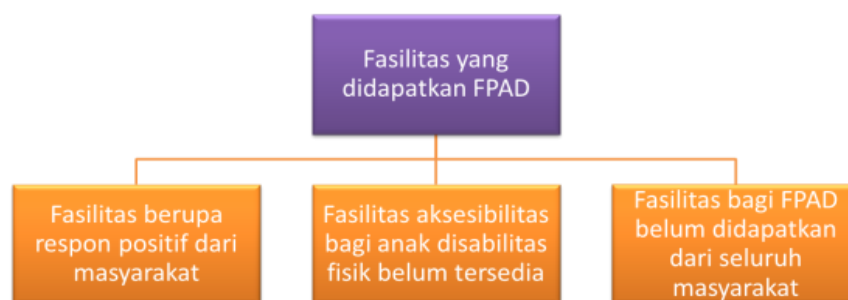 Fasilitas yang
didapatkan FPAD
Fasilitas berupa
respon positif dari
masyarakat
Fasilitas aksesibilitas
bagi anak disabilitas
fisik belum tersedia
Fasilitas bagi FPAD
belum didapatkan
dari seluruh
masyarakat